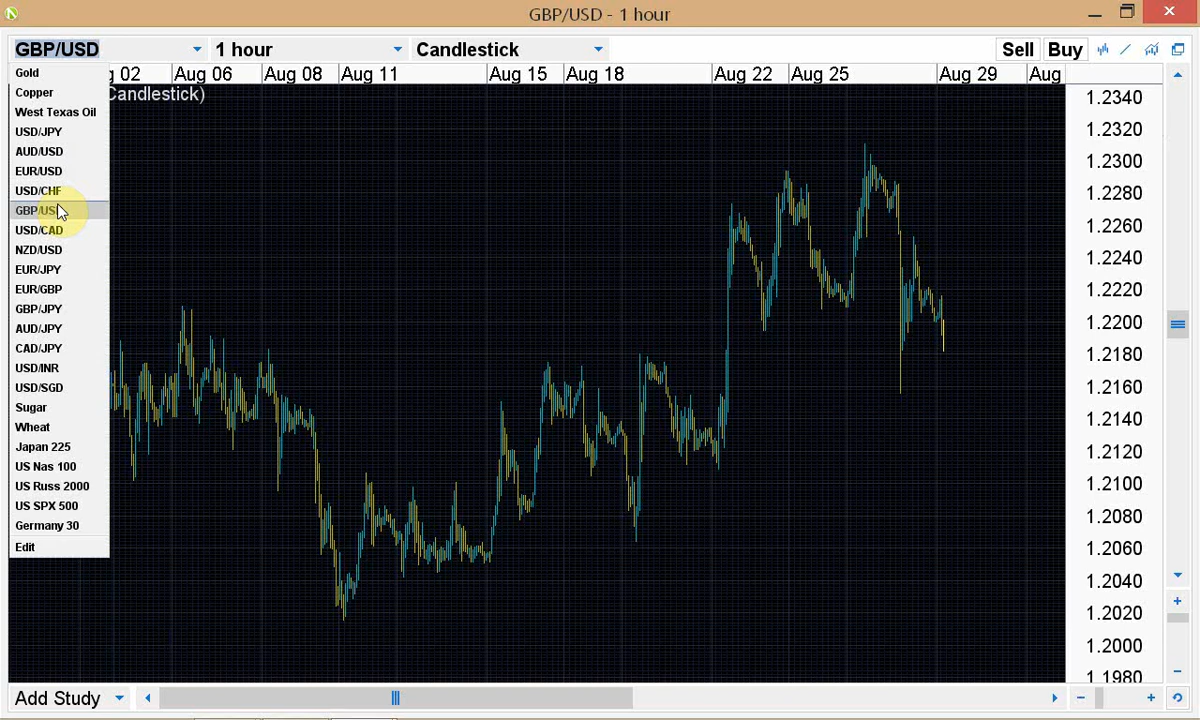 GBP/USD - 1 hour
GBP/USD 1 hour Candlestick Sell Buy
02 Aug 06 Aug 08 Aug 11 Aug 15 Aug 18 Aug 22 Aug 25 Aug 29 Aug
Candlestick)
Gold
Copper
West Texas Oil
USD/JPY
AUD/USD
EUR/USD
USD/CHF
GBP/USD
USD/CAD
NZD/USD
EUR/JPY
EUR/GBP
GBP/JPY
AUD/JPY
CAD/JPY
USD/INR
USD/SGD
Sugar
Wheat
Japan 225
US Nas 100
US Russ 2000
US SPX 500
Germany 30
Edit
1.2340
1.2320
1.2300
1.2280
1.2260
1.2240
1.2220
1.2200
1.2180
1.2160
1.2140
1.2120
1.2100
1.2080
1.2060
1.2040
1.2020
1.2000
1.1980
Add Study